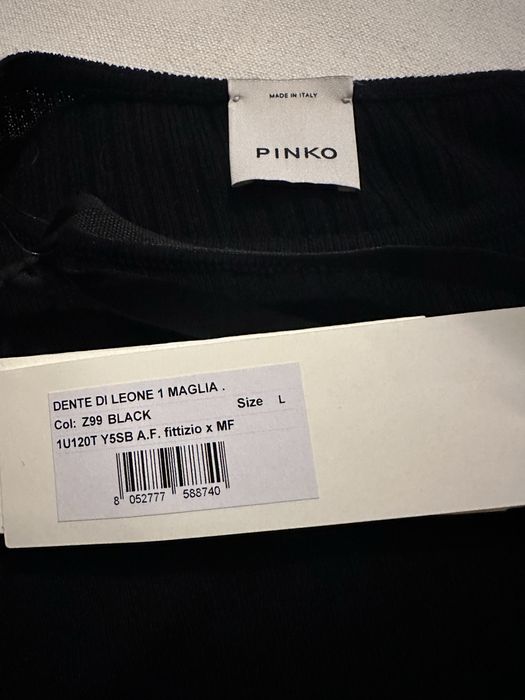 MADE IN ITALY
PINKO
DENTE DI LEONE 1 MAGLIA .
Col: Z99 BLACK Size L
1U120T Y5SB A.F. fittizio x MF
8 052777 588740